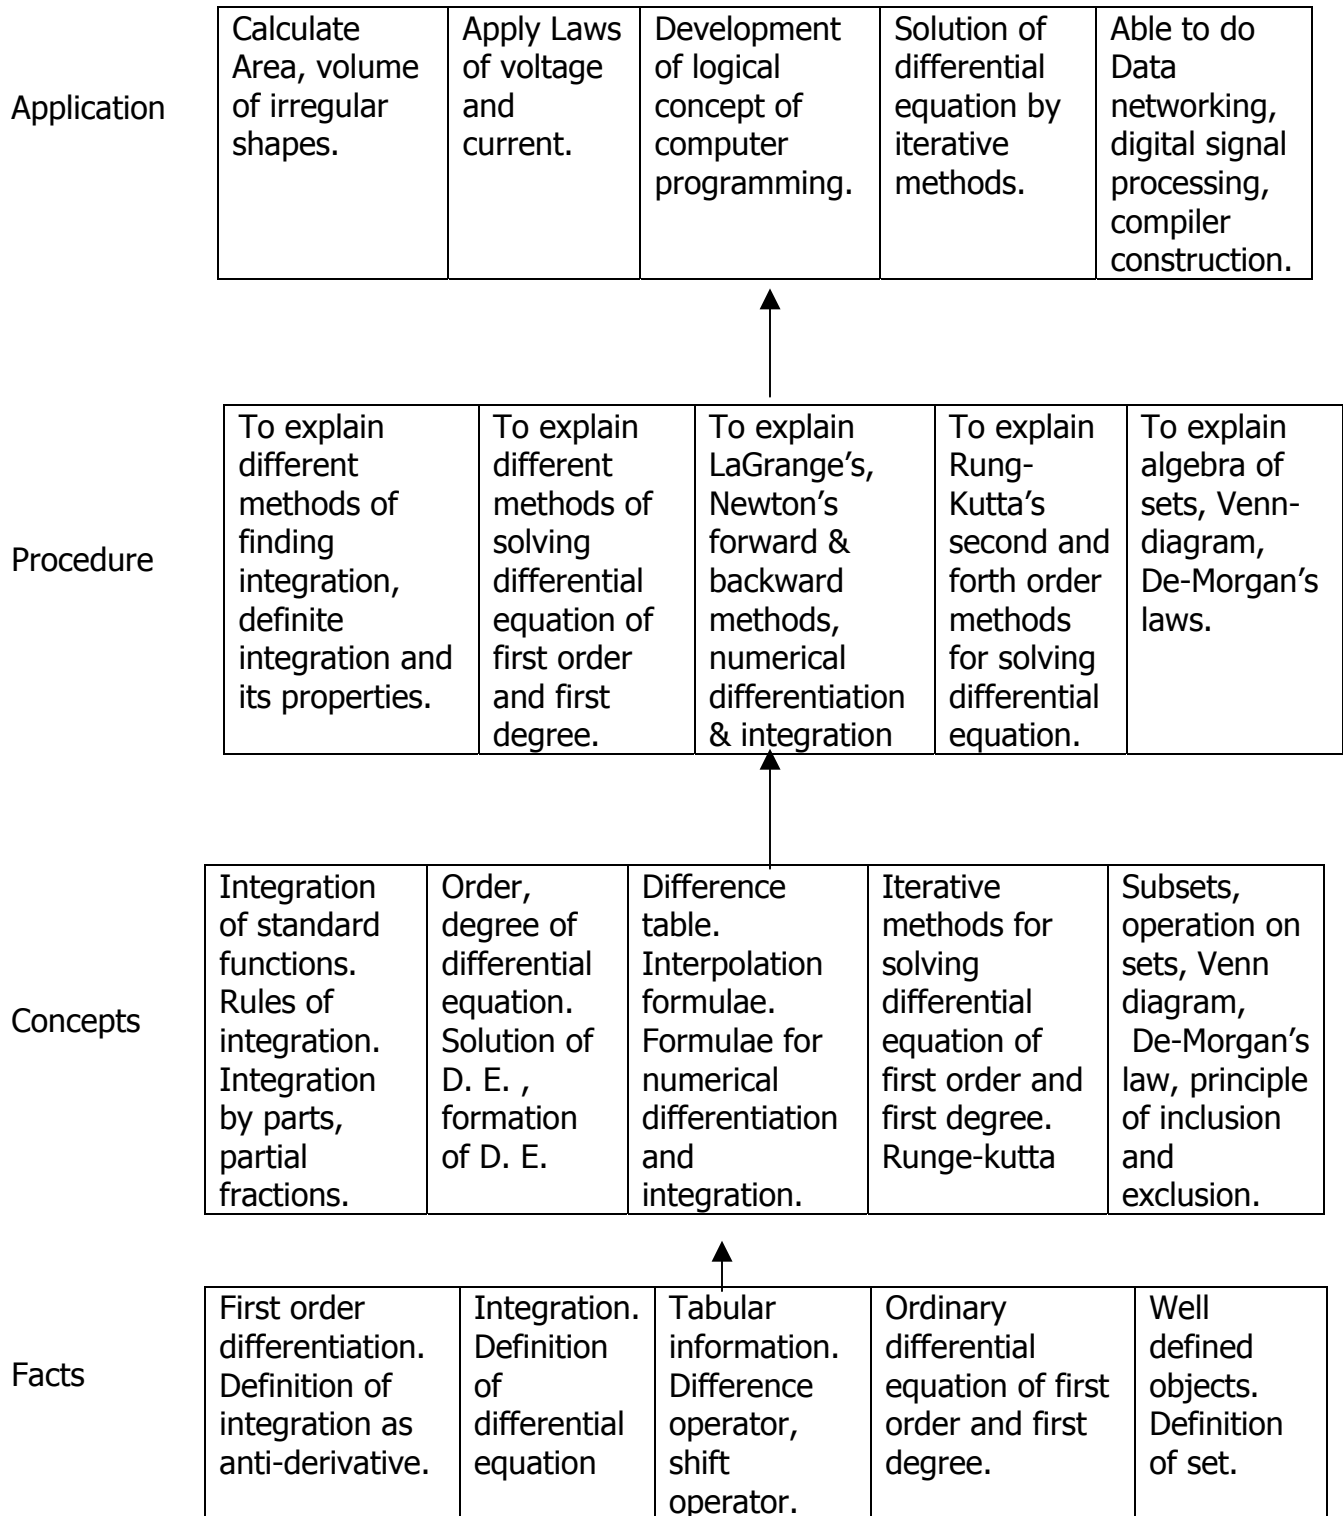 Application
Calculate
Area, volume
of irregular
shapes.
Apply Laws
of voltage
and
current.
Development
of logical
concept of
computer
programming.
Solution of
differential
equation by
iterative
methods.
Able to do
Data
networking,
digital signal
processing,
compiler
construction.
Procedure
To explain
different
methods of
finding
integration,
definite
integration and
its properties.
To explain
different
methods of
solving
differential
equation of
first order
and first
degree.
To explain
LaGrange’s,
Newton’s
forward &
backward
methods,
numerical
differentiation
& integration
To explain
Rung-
Kutta’s
second and
forth order
methods
for solving
differential
equation.
To explain
algebra of
sets, Venn-
diagram,
De-Morgan’s
laws.
Concepts
Integration
of standard
functions.
Rules of
integration.
Integration
by parts,
partial
fractions.
Order,
degree of
differential
equation.
Solution of
D. E. ,
formation
of D. E.
Difference
table.
Interpolation
formulae.
Formulae for
numerical
differentiation
and
integration.
Iterative
methods for
solving
differential
equation of
first order and
first degree.
Runge-kutta
Subsets,
operation on
sets, Venn
diagram,
De-Morgan’s
law, principle
of inclusion
and
exclusion.
Facts
First order
differentiation.
Definition of
integration as
anti-derivative.
Integration.
Definition
of
differential
equation
Tabular
information.
Difference
operator,
shift
operator.
Ordinary
differential
equation of first
order and first
degree.
Well
defined
objects.
Definition
of set.